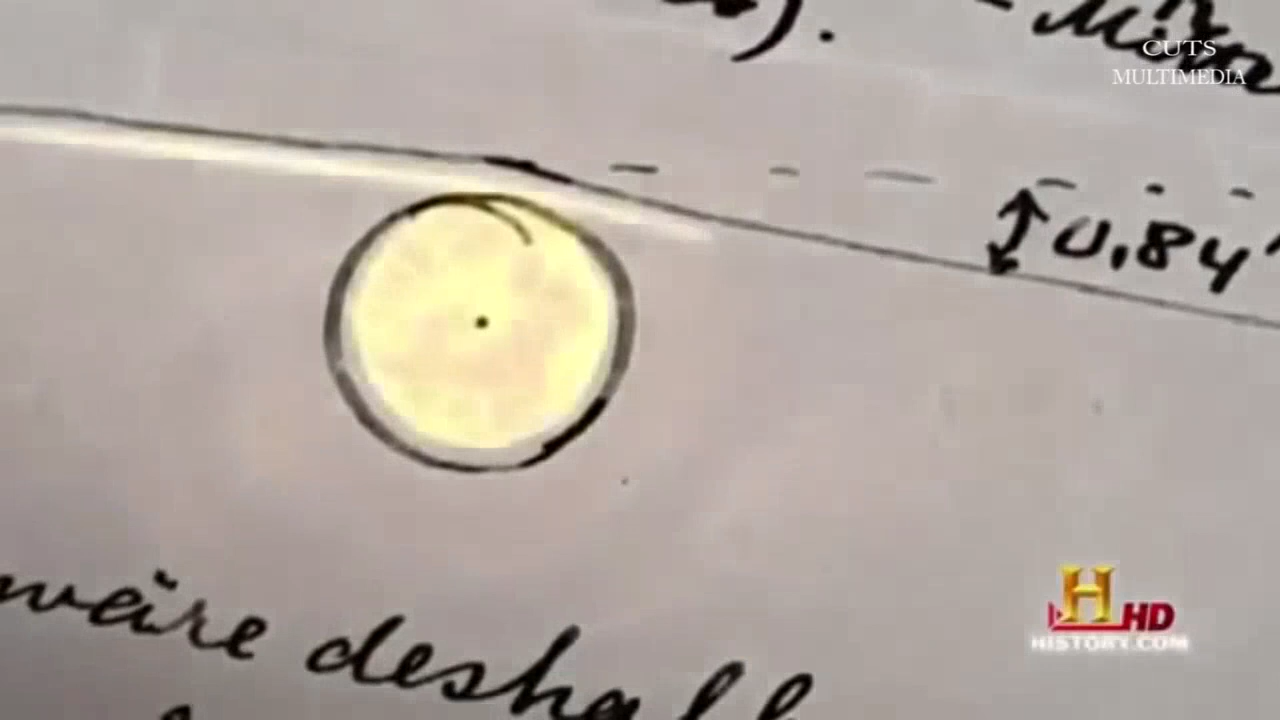 CUTS
MULTIMEDIA
0,84"
wäre deshalb
H HD
HISTORY.COM